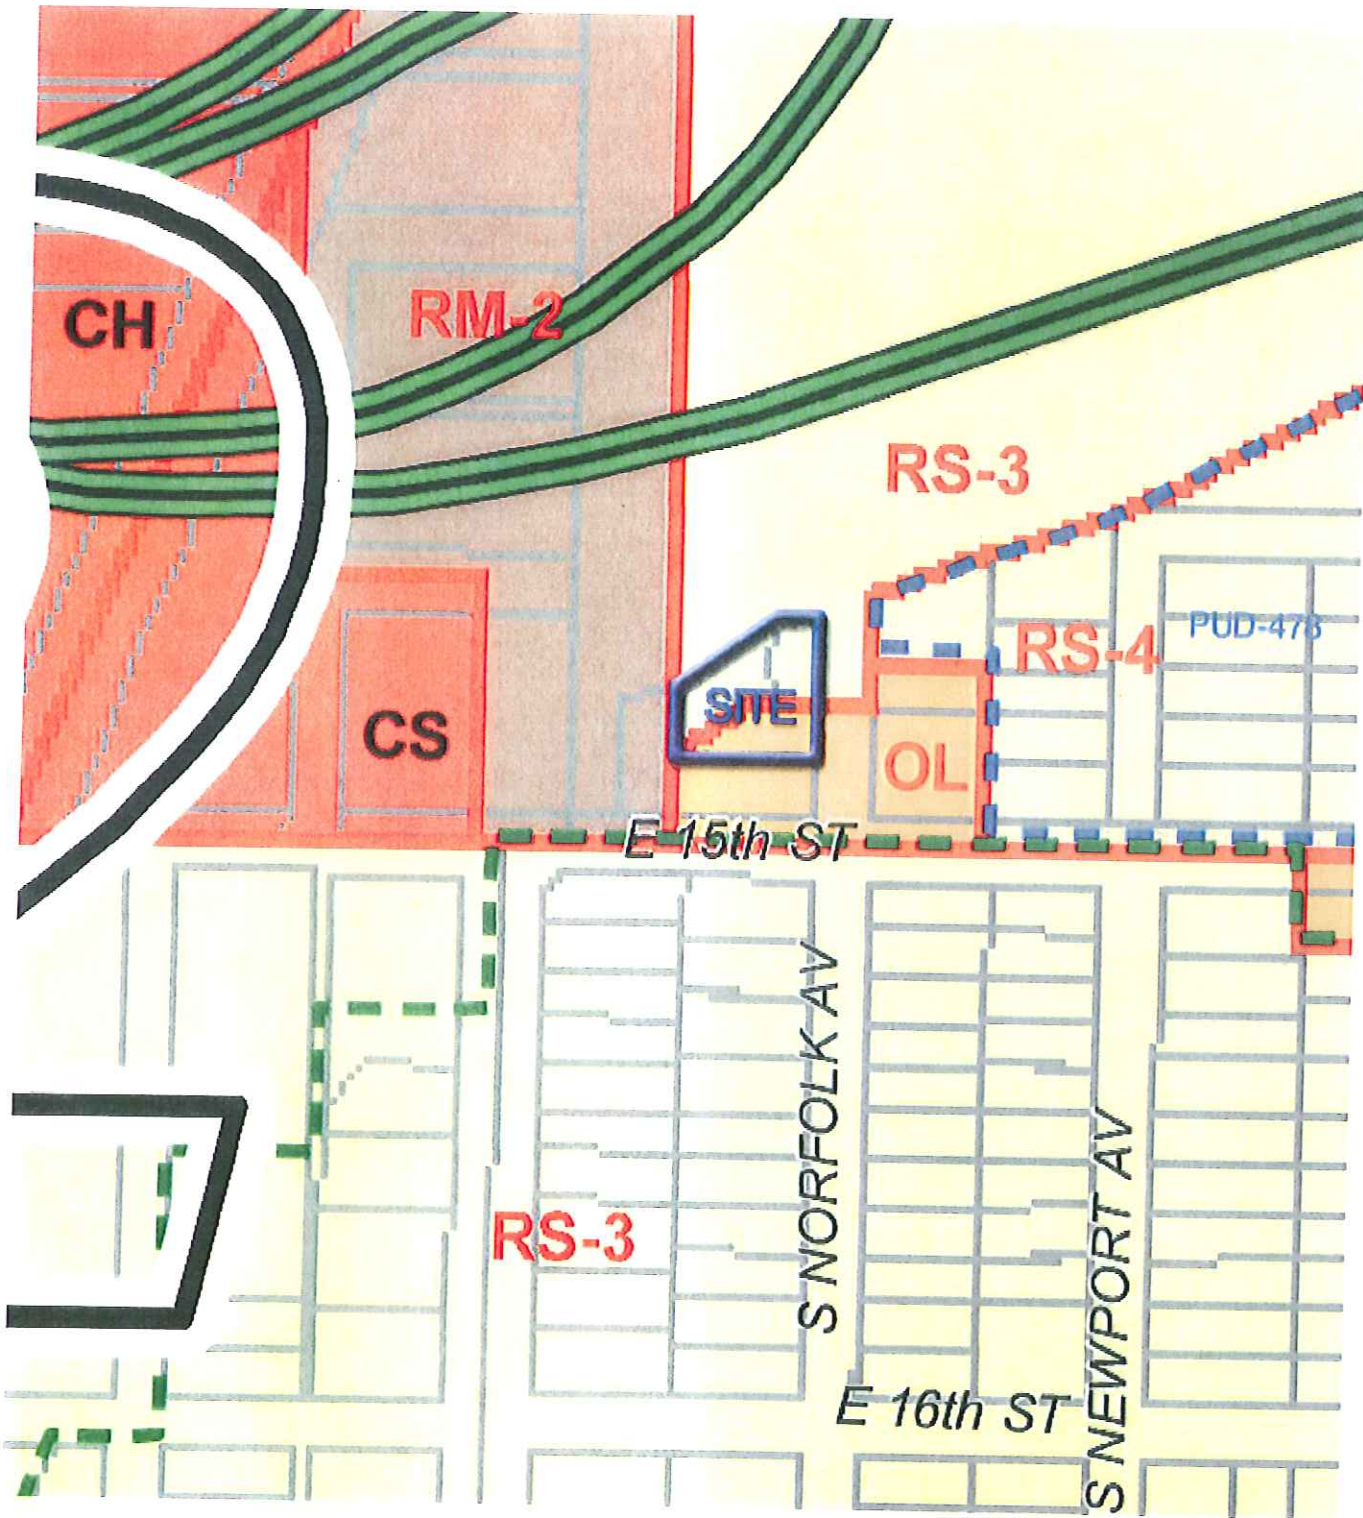 CH
RM-2
RS-3
PUD-478
RS-4
SITE
CS
OL
E 15th ST
S NORFOLK AV
S NEWPORT AV
RS-3
E 16th ST